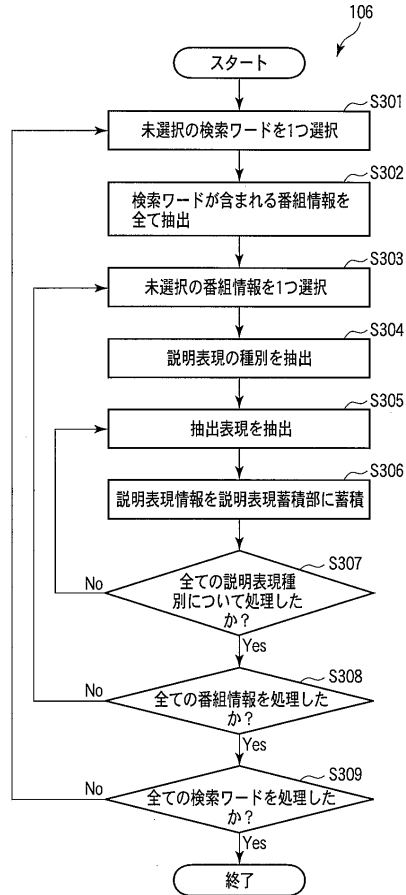 106
スタート
S301
未選択の検索ワードを1つ選択
S302
検索ワードが含まれる番組情報を
全て抽出
S303
未選択の番組情報を1つ選択
S304
説明表現の種別を抽出
S305
抽出表現を抽出
S306
説明表現情報を説明表現蓄積部に蓄積
S307
全ての説明表現種
別について処理した
か？
No
Yes
S308
全ての番組情報を処理した
か？
No
Yes
S309
全ての検索ワードを処理した
か？
No
Yes
終了